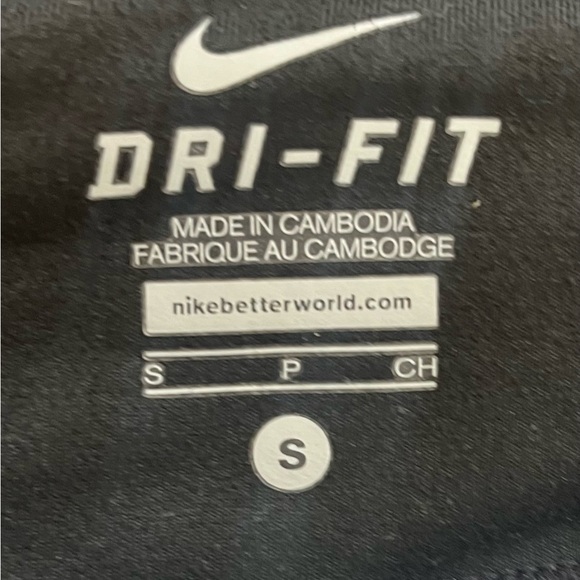 DRI-FIT
MADE IN CAMBODIA
FABRIQUE AU CAMBODGE
nikebetterworld.com
S P CH
S